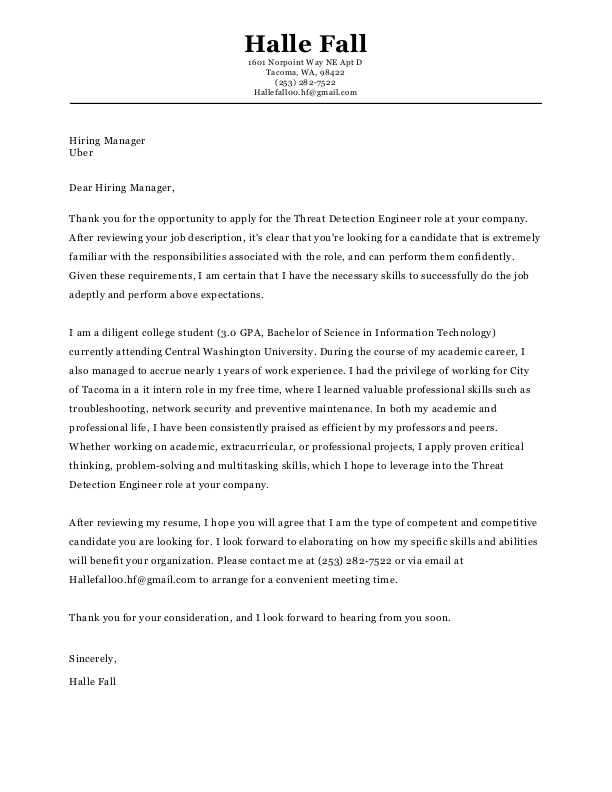 Halle Fall
1601 Norpoint Way NE Apt D
Tacoma, WA, 98422
(253) 282-7522
Hallefall00.hf@gmail.com
Hiring Manager
Uber
Dear Hiring Manager,
Thank you for the opportunity to apply for the Threat Detection Engineer role at your company.
After reviewing your job description, it's clear that you're looking for a candidate that is extremely
familiar with the responsibilities associated with the role, and can perform them confidently.
Given these requirements, I am certain that I have the necessary skills to successfully do the job
adeptly and perform above expectations.
I am a diligent college student (3.0 GPA, Bachelor of Science in Information Technology)
currently attending Central Washington University. During the course of my academic career, I
also managed to accrue nearly 1 years of work experience. I had the privilege of working for City
of Tacoma in a it intern role in my free time, where I learned valuable professional skills such as
troubleshooting, network security and preventive maintenance. In both my academic and
professional life, I have been consistently praised as efficient by my professors and peers.
Whether working on academic, extracurricular, or professional projects, I apply proven critical
thinking, problem-solving and multitasking skills, which I hope to leverage into the Threat
Detection Engineer role at your company.
After reviewing my resume, I hope you will agree that I am the type of competent and competitive
candidate you are looking for. I look forward to elaborating on how my specific skills and abilities
will benefit your organization. Please contact me at (253) 282-7522 or via email at
Hallefall00.hf@gmail.com to arrange for a convenient meeting time.
Thank you for your consideration, and I look forward to hearing from you soon.
Sincerely,
Halle Fall